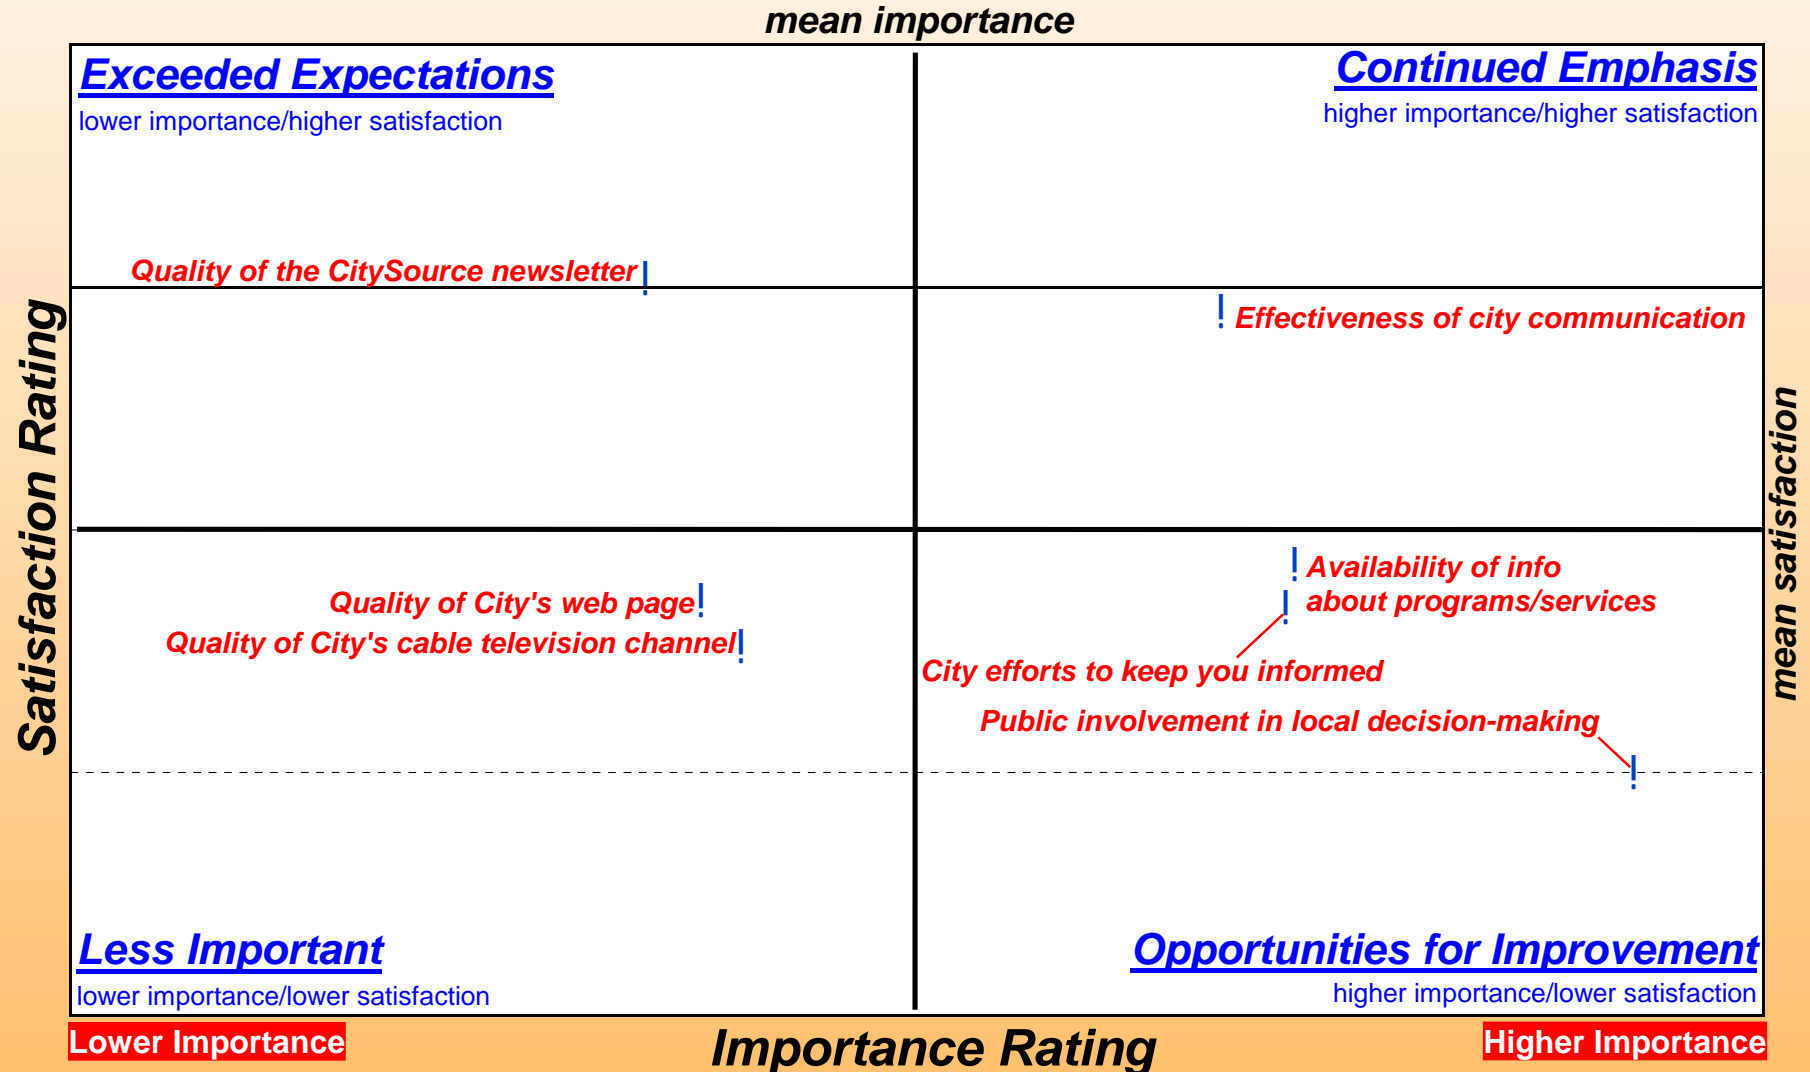 mean importance
Exceeded Expectations
lower importance/higher satisfaction
Continued Emphasis
higher importance/higher satisfaction
Quality of the CitySource newsletter
Effectiveness of city communication
Satisfaction Rating
mean satisfaction
Availability of info
about programs/services
Quality of City's web page
Quality of City's cable television channel
City efforts to keep you informed
Public involvement in local decision-making
Less Important
lower importance/lower satisfaction
Opportunities for Improvement
higher importance/lower satisfaction
Lower Importance
Importance Rating
Higher Importance